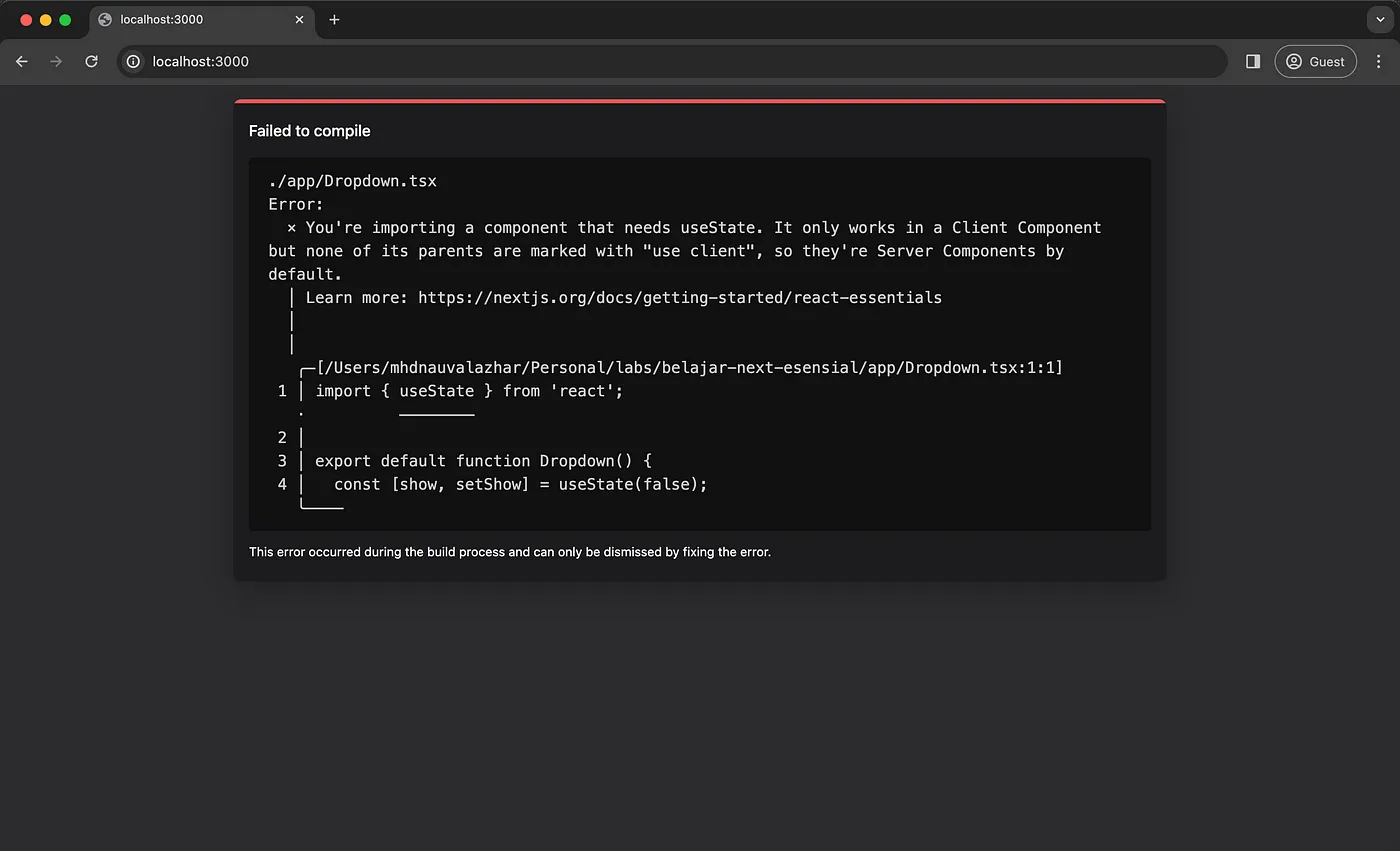 localhost:3000
localhost:3000
Guest
Failed to compile
./app/Dropdown.tsx
Error:
× You're importing a component that needs useState. It only works in a Client Component
but none of its parents are marked with "use client", so they're Server Components by
default.
│ Learn more: https://nextjs.org/docs/getting-started/react-essentials
│
│
╭─[/Users/mhdnauvalazhar/Personal/labs/belajar-next-esensial/app/Dropdown.tsx:1:1]
1 │ import { useState } from 'react';
· ────────
2 │
3 │ export default function Dropdown() {
4 │   const [show, setShow] = useState(false);
╰────
This error occurred during the build process and can only be dismissed by fixing the error.